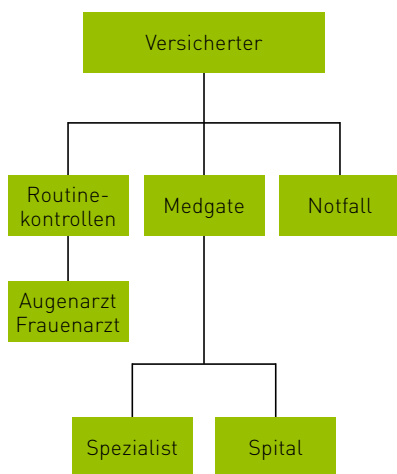 Versicherter
Routine-
kontrollen
Medgate
Notfall
Augenarzt
Frauenarzt
Spezialist
Spital